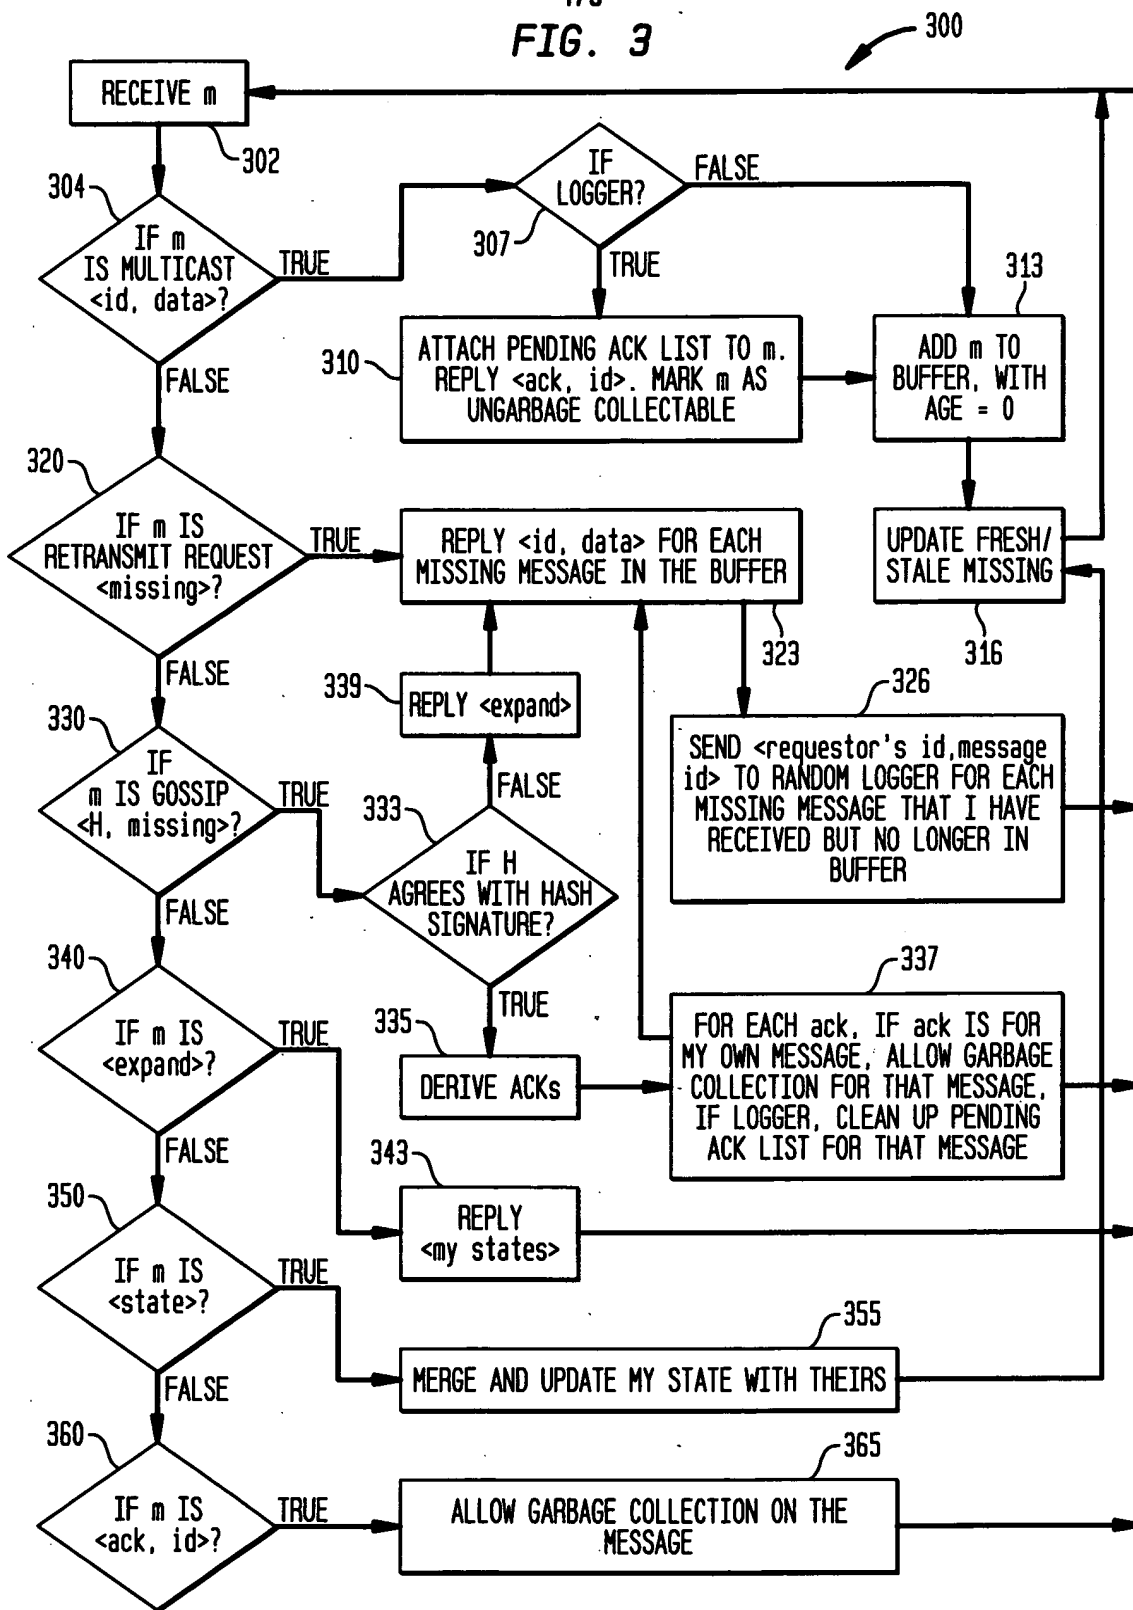 FIG. 3
300
RECEIVE m
302
304
IF m
IS MULTICAST
<id, data>?
TRUE
FALSE
IF
LOGGER?
307
FALSE
TRUE
310
ATTACH PENDING ACK LIST TO m.
REPLY <ack, id>. MARK m AS
UNGARBAGE COLLECTABLE
313
ADD m TO
BUFFER, WITH
AGE = 0
320
IF m IS
RETRANSMIT REQUEST
<missing>?
TRUE
FALSE
REPLY <id, data> FOR EACH
MISSING MESSAGE IN THE BUFFER
323
UPDATE FRESH/
STALE MISSING
316
339
REPLY <expand>
326
SEND <requestor's id,message
id> TO RANDOM LOGGER FOR EACH
MISSING MESSAGE THAT I HAVE
RECEIVED BUT NO LONGER IN
BUFFER
330
IF
m IS GOSSIP
<H, missing>?
TRUE
FALSE
333
FALSE
IF H
AGREES WITH HASH
SIGNATURE?
TRUE
335
DERIVE ACKs
337
FOR EACH ack, IF ack IS FOR
MY OWN MESSAGE, ALLOW GARBAGE
COLLECTION FOR THAT MESSAGE,
IF LOGGER, CLEAN UP PENDING
ACK LIST FOR THAT MESSAGE
340
IF m IS
<expand>?
TRUE
FALSE
343
REPLY
<my states>
350
IF m IS
<state>?
TRUE
FALSE
355
MERGE AND UPDATE MY STATE WITH THEIRS
360
IF m IS
<ack, id>?
TRUE
365
ALLOW GARBAGE COLLECTION ON THE
MESSAGE